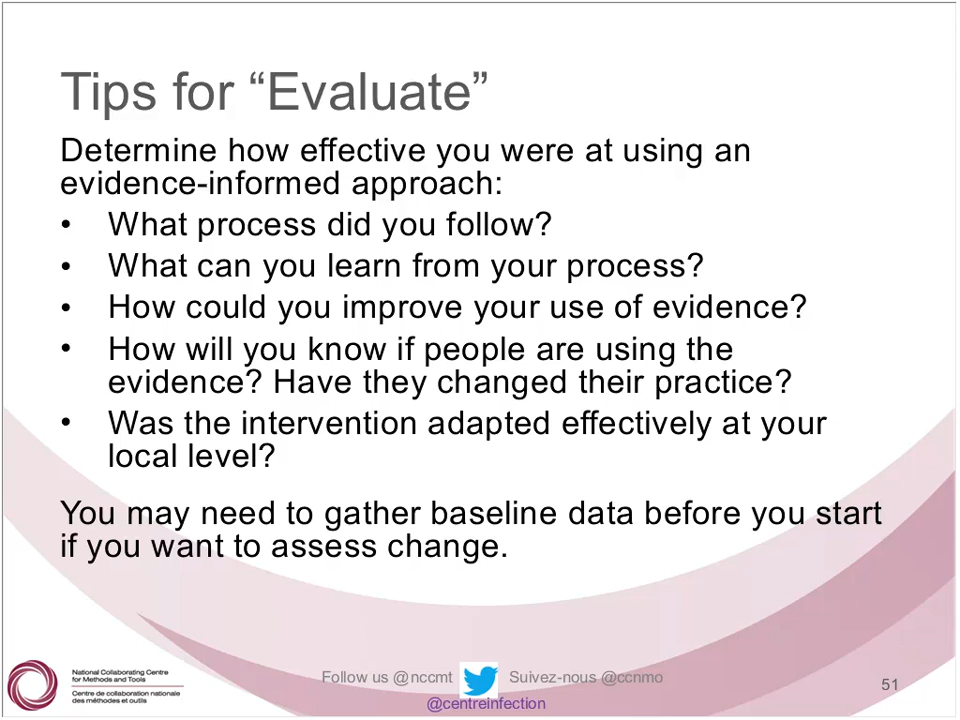 Tips for “Evaluate”
Determine how effective you were at using an
evidence-informed approach:
• What process did you follow?
• What can you learn from your process?
• How could you improve your use of evidence?
• How will you know if people are using the
evidence? Have they changed their practice?
• Was the intervention adapted effectively at your
local level?
You may need to gather baseline data before you start
if you want to assess change.
National Collaborating Centre
for Methods and Tools
Centre de collaboration nationale
des méthodes et outils
Follow us @nccmt Suivez-nous @ccnmo
@centreinfection
51